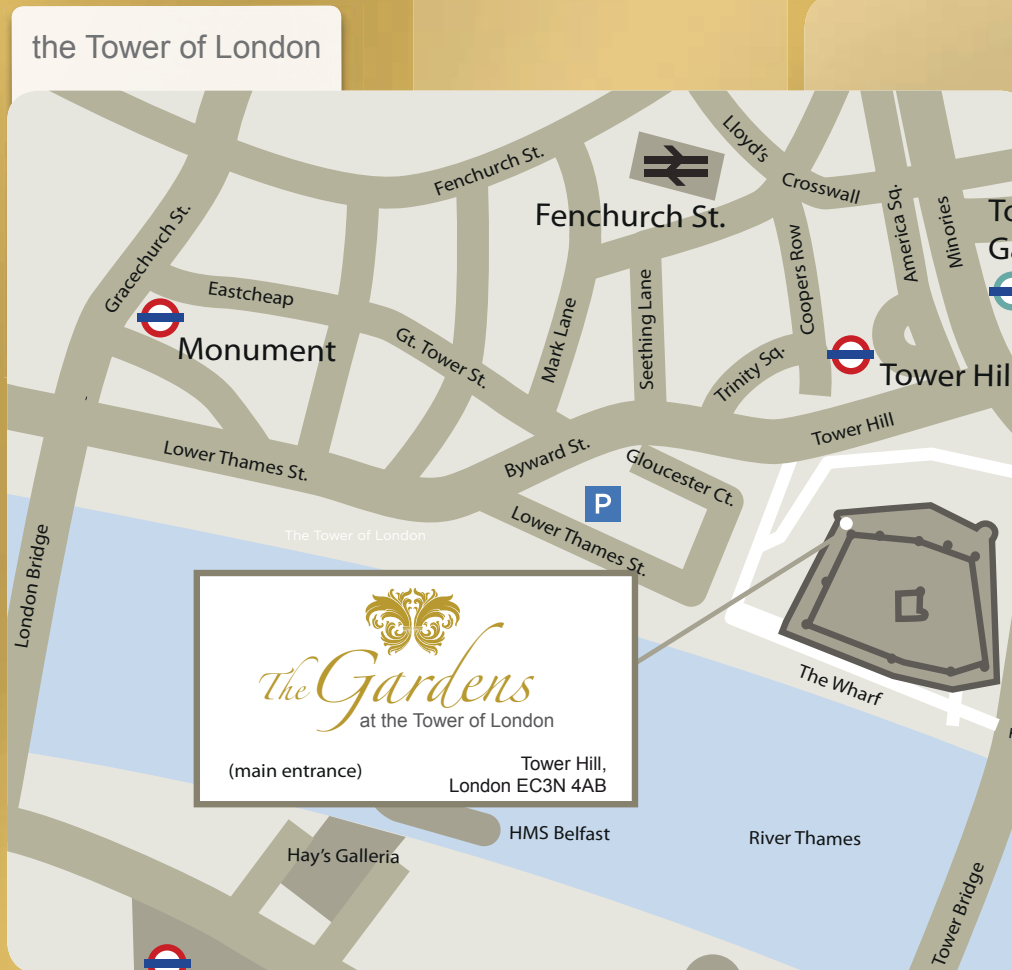 the Tower of London
Lloyd's
Fenchurch St.
Crosswall
Fenchurch St.
Gracechurch St.
Coopers Row
America Sq.
Minories
Eastcheap
Monument
Gt. Tower St.
Mark Lane
Seething Lane
Trinity Sq.
Tower Hil
Tower Hill
Lower Thames St.
Byward St.
Gloucester Ct.
P
Lower Thames St.
The Tower of London
London Bridge
The Gardens
at the Tower of London
(main entrance)
Tower Hill,
London EC3N 4AB
The Wharf
HMS Belfast
River Thames
Hay's Galleria
Tower Bridge